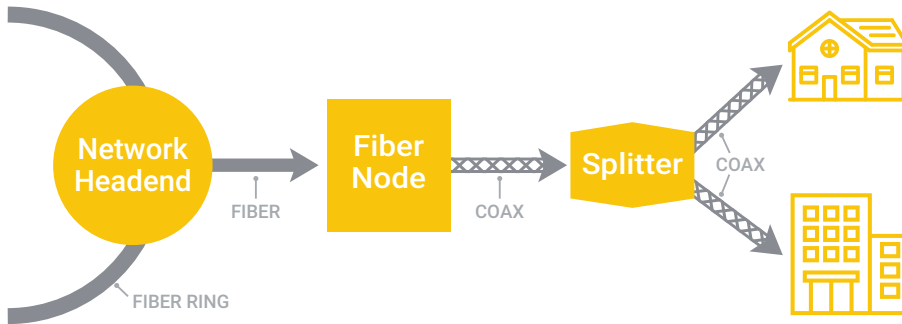 Network
Headend
FIBER
Fiber
Node
COAX
Splitter
COAX
FIBER RING